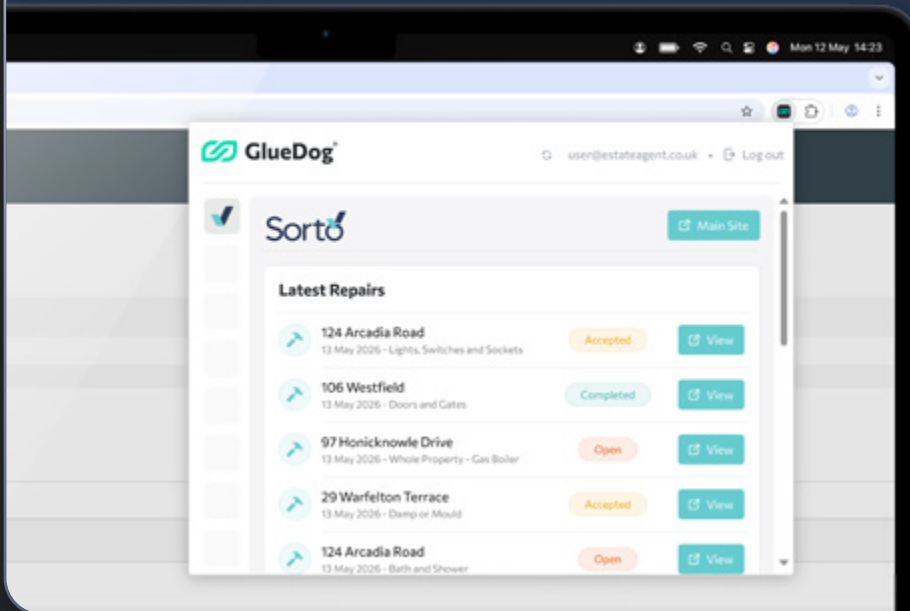 Mon 12 May 14:23
GlueDog®
user@estateagent.co.uk • Log out
Sorto
Main Site
Latest Repairs
124 Arcadia Road
13 May 2026 - Lights, Switches and Sockets
Accepted
View
106 Westfield
13 May 2026 - Doors and Gates
Completed
View
97 Honicknowle Drive
13 May 2026 - Whole Property - Gas Boiler
Open
View
29 Warfelton Terrace
13 May 2026 - Damp or Mould
Accepted
View
124 Arcadia Road
13 May 2026 - Bath and Shower
Open
View